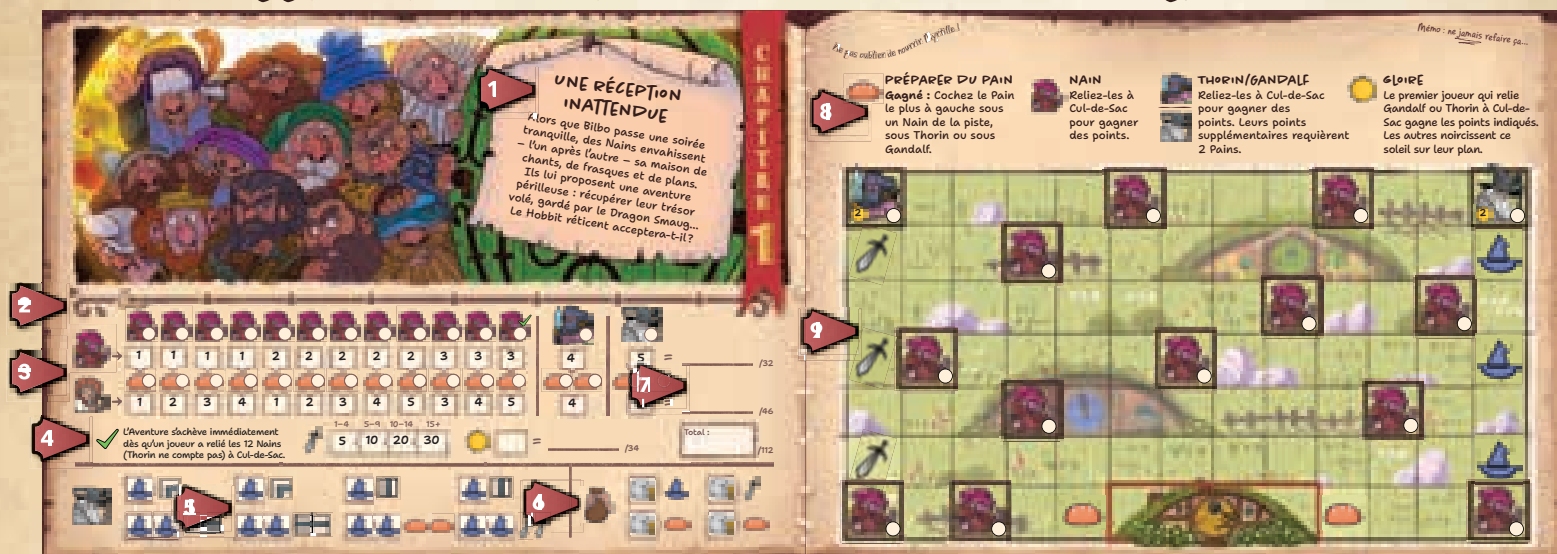 1
UNE RÉCEPTION
INATTENDUE
Alors que Bilbo passe une soirée
tranquille, des Nains envahissent
– l'un après l'autre – sa maison de
chants, de frasques et de plans.
Ils lui proposent une aventure
périlleuse : récupérer leur trésor
volé, gardé par le Dragon Smaug...
Le Hobbit réticent acceptera-t-il ?
CHAPITRE
1
2
3
1 1 1 1 2 2 2 2 2 3 3 3 4 5 = /32
1 2 3 4 1 2 3 4 5 3 4 5 4 = /46
7
4
L'Aventure s'achève immédiatement
dès qu'un joueur a relié les 12 Nains
(Thorin ne compte pas) à Cul-de-Sac.
1-4 5-9 10-14 15+
5 10 20 30 = /34
Total :
/112
5
6
Ne pas oublier de nourrir Myrtille !
Mémo : ne jamais refaire ça...
8
PRÉPARER DU PAIN
Gagné : Cochez le Pain
le plus à gauche sous
un Nain de la piste,
sous Thorin ou sous
Gandalf.
NAIN
Reliez-les à
Cul-de-Sac
pour gagner
des points.
THORIN/GANDALF
Reliez-les à Cul-de-Sac
pour gagner des
points. Leurs points
supplémentaires requièrent
2 Pains.
GLOIRE
Le premier joueur qui relie
Gandalf ou Thorin à Cul-de-
Sac gagne les points indiqués.
Les autres noircissent ce
soleil sur leur plan.
2
2
9